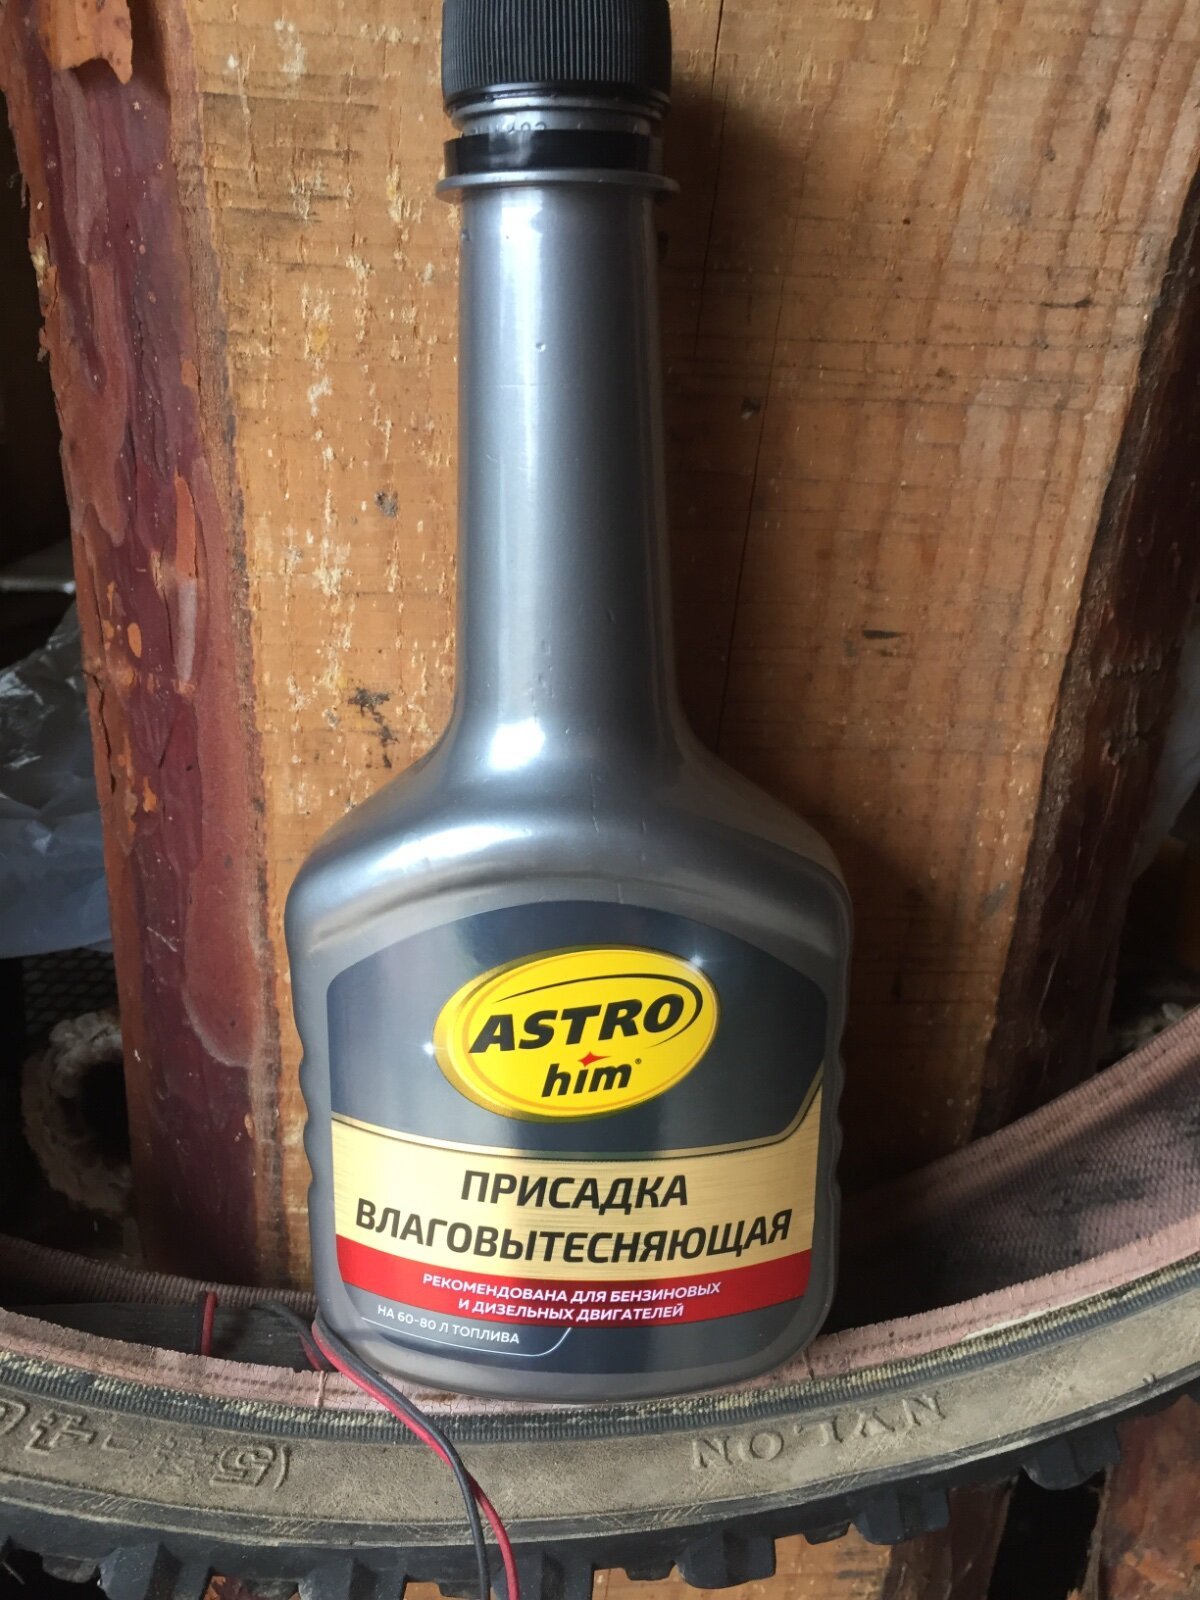 ASTRO
him®
ПРИСАДКА
ВЛАГОВЫТЕСНЯЮЩАЯ
РЕКОМЕНДОВАНА ДЛЯ БЕНЗИНОВЫХ
И ДИЗЕЛЬНЫХ ДВИГАТЕЛЕЙ
НА 60-80 Л ТОПЛИВА
NYLON